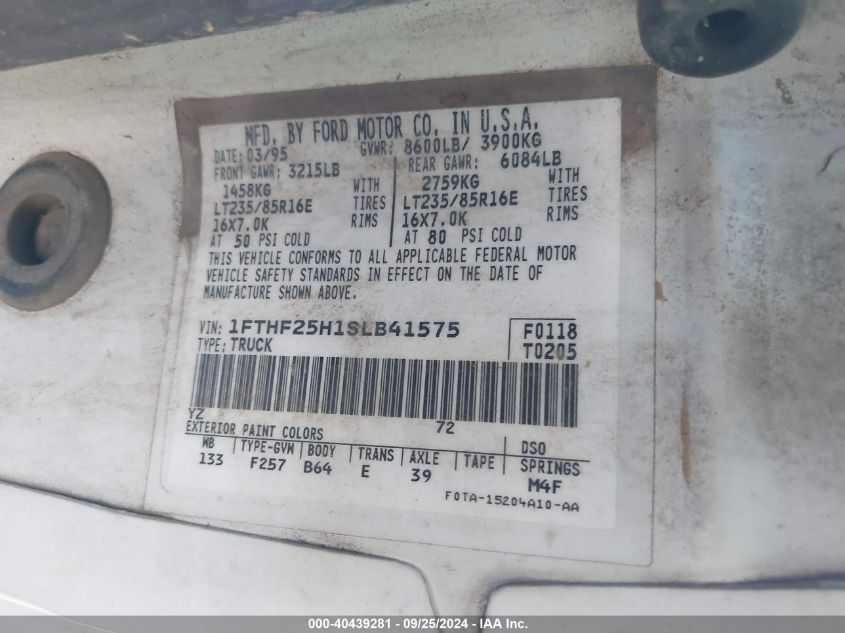 MFD. BY FORD MOTOR CO. IN U.S.A.
DATE: 03/95 GVWR: 8600LB/ 3900KG
FRONT GAWR: 3215LB REAR GAWR: 6084LB
1458KG WITH 2759KG WITH
LT235/85R16E TIRES LT235/85R16E TIRES
16X7.0K RIMS 16X7.0K RIMS
AT 50 PSI COLD AT 80 PSI COLD
THIS VEHICLE CONFORMS TO ALL APPLICABLE FEDERAL MOTOR
VEHICLE SAFETY STANDARDS IN EFFECT ON THE DATE OF
MANUFACTURE SHOWN ABOVE.
VIN: 1FTHF25H1SLB41575 F0118
TYPE: TRUCK T0205
YZ 72
EXTERIOR PAINT COLORS DSO
WB TYPE-GVW BODY TRANS AXLE TAPE SPRINGS
133 F257 B64 E 39 M4F
F0TA-15204A10-AA
000-40439281 - 09/25/2024 - IAA Inc.